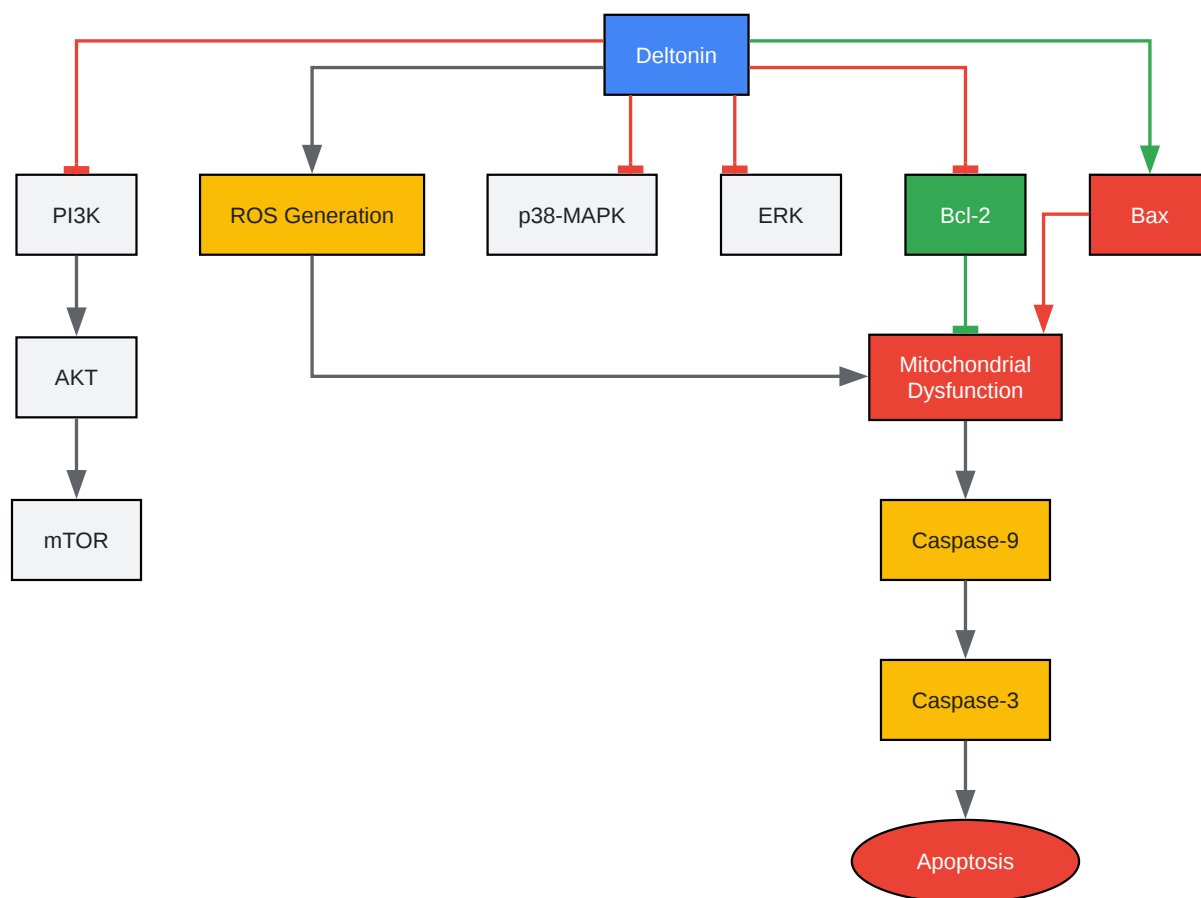 Deltonin
PI3K
ROS Generation
p38-MAPK
ERK
Bcl-2
Bax
AKT
Mitochondrial
Dysfunction
mTOR
Caspase-9
Caspase-3
Apoptosis